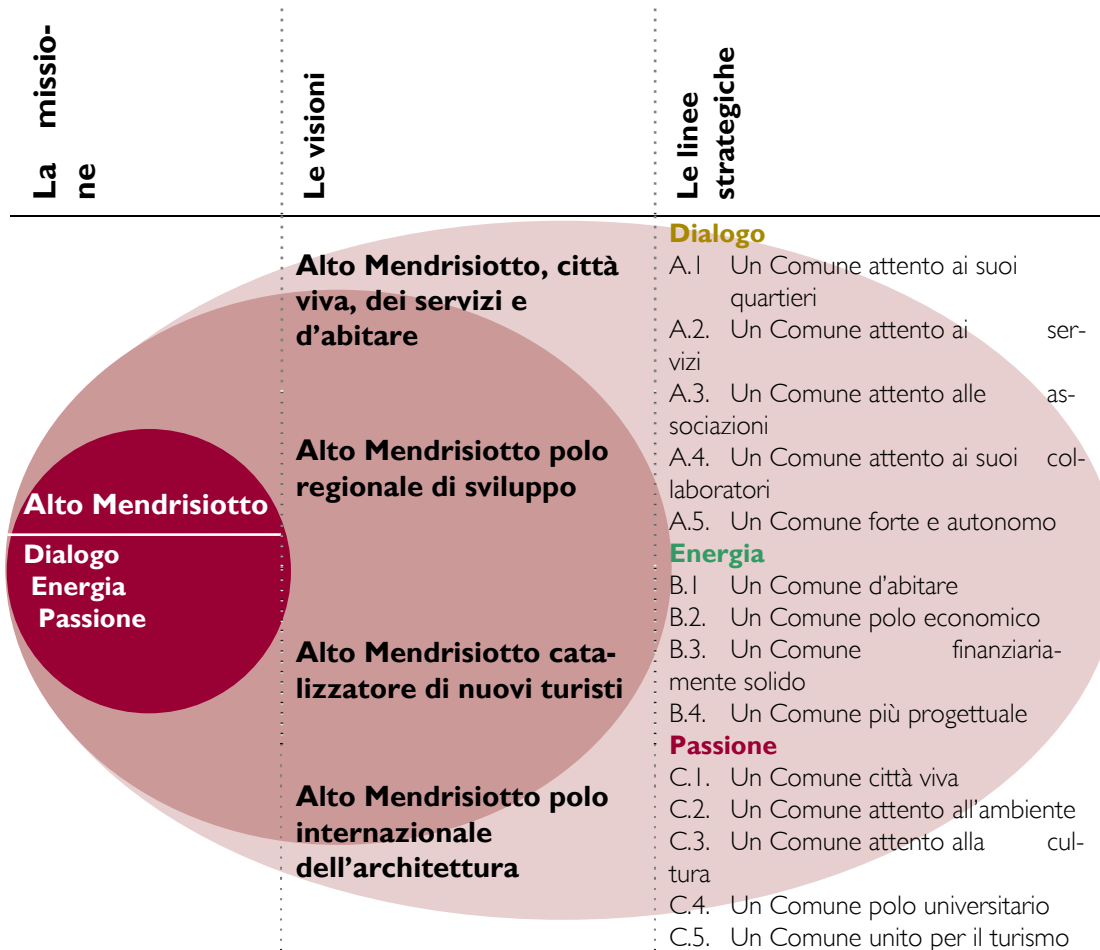 La missio-
ne
Le visioni
Le linee
strategiche
Alto Mendrisiotto
Dialogo
Energia
Passione
Alto Mendrisiotto, città
viva, dei servizi e
d'abitare
Alto Mendrisiotto polo
regionale di sviluppo
Alto Mendrisiotto cata-
lizzatore di nuovi turisti
Alto Mendrisiotto polo
internazionale
dell'architettura
Dialogo
A.1 Un Comune attento ai suoi
quartieri
A.2. Un Comune attento ai ser-
vizi
A.3. Un Comune attento alle as-
sociazioni
A.4. Un Comune attento ai suoi col-
laboratori
A.5. Un Comune forte e autonomo
Energia
B.1 Un Comune d'abitare
B.2. Un Comune polo economico
B.3. Un Comune finanziaria-
mente solido
B.4. Un Comune più progettuale
Passione
C.1. Un Comune città viva
C.2. Un Comune attento all'ambiente
C.3. Un Comune attento alla cul-
tura
C.4. Un Comune polo universitario
C.5. Un Comune unito per il turismo